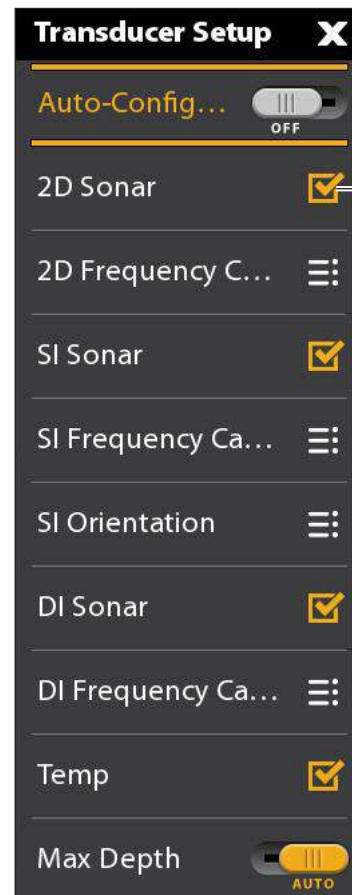 Transducer Setup X
Auto-Config...
OFF
2D Sonar
2D Frequency C...
SI Sonar
SI Frequency Ca...
SI Orientation
DI Sonar
DI Frequency Ca...
Temp
Max Depth
AUTO